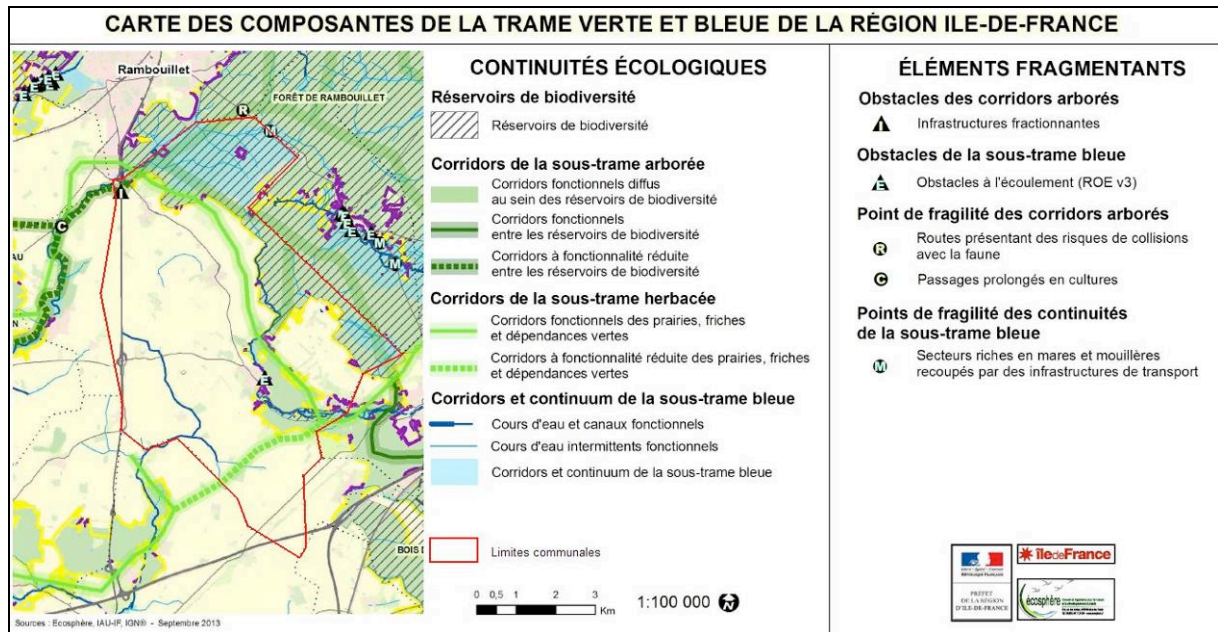 CARTE DES COMPOSANTES DE LA TRAME VERTE ET BLEUE DE LA RÉGION ILE-DE-FRANCE
Rambouillet
FORÊT DE RAMBOUILLET
R
M
I
C
E
E
E
E
M
M
E
BOIS D
Sources : Ecosphère, IAU-IF, IGN® - Septembre 2013
CONTINUITÉS ÉCOLOGIQUES
Réservoirs de biodiversité
Réservoirs de biodiversité
Corridors de la sous-trame arborée
Corridors fonctionnels diffus
au sein des réservoirs de biodiversité
Corridors fonctionnels
entre les réservoirs de biodiversité
Corridors à fonctionnalité réduite
entre les réservoirs de biodiversité
Corridors de la sous-trame herbacée
Corridors fonctionnels des prairies, friches
et dépendances vertes
Corridors à fonctionnalité réduite des prairies, friches
et dépendances vertes
Corridors et continuum de la sous-trame bleue
Cours d'eau et canaux fonctionnels
Cours d'eau intermittents fonctionnels
Corridors et continuum de la sous-trame bleue
Limites communales
0 0,5 1 2 3
Km
1:100 000
N
ÉLÉMENTS FRAGMENTANTS
Obstacles des corridors arborés
I Infrastructures fractionnantes
Obstacles de la sous-trame bleue
E Obstacles à l'écoulement (ROE v3)
Point de fragilité des corridors arborés
R Routes présentant des risques de collisions
avec la faune
C Passages prolongés en cultures
Points de fragilité des continuités
de la sous-trame bleue
M Secteurs riches en mares et mouillères
recoupés par des infrastructures de transport
RÉPUBLIQUE FRANÇAISE
PRÉFET
DE LA RÉGION
D'ILE-DE-FRANCE
îledeFrance
écosphère